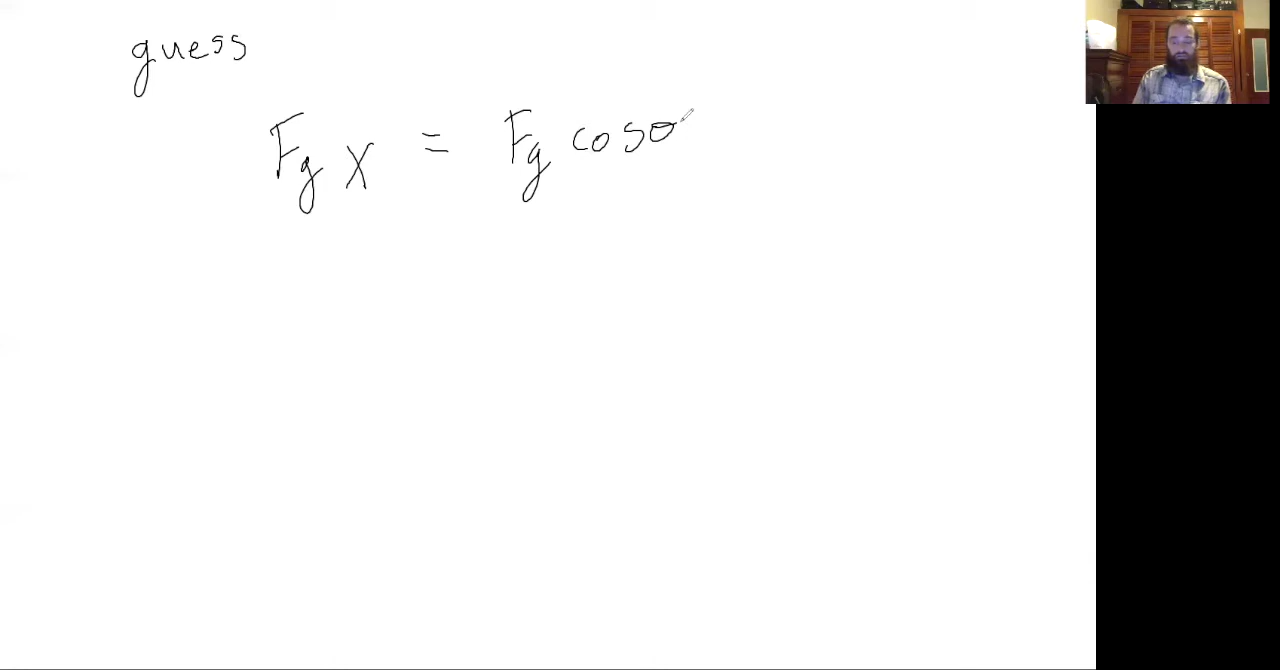 guess
Fg x = Fg cosθ